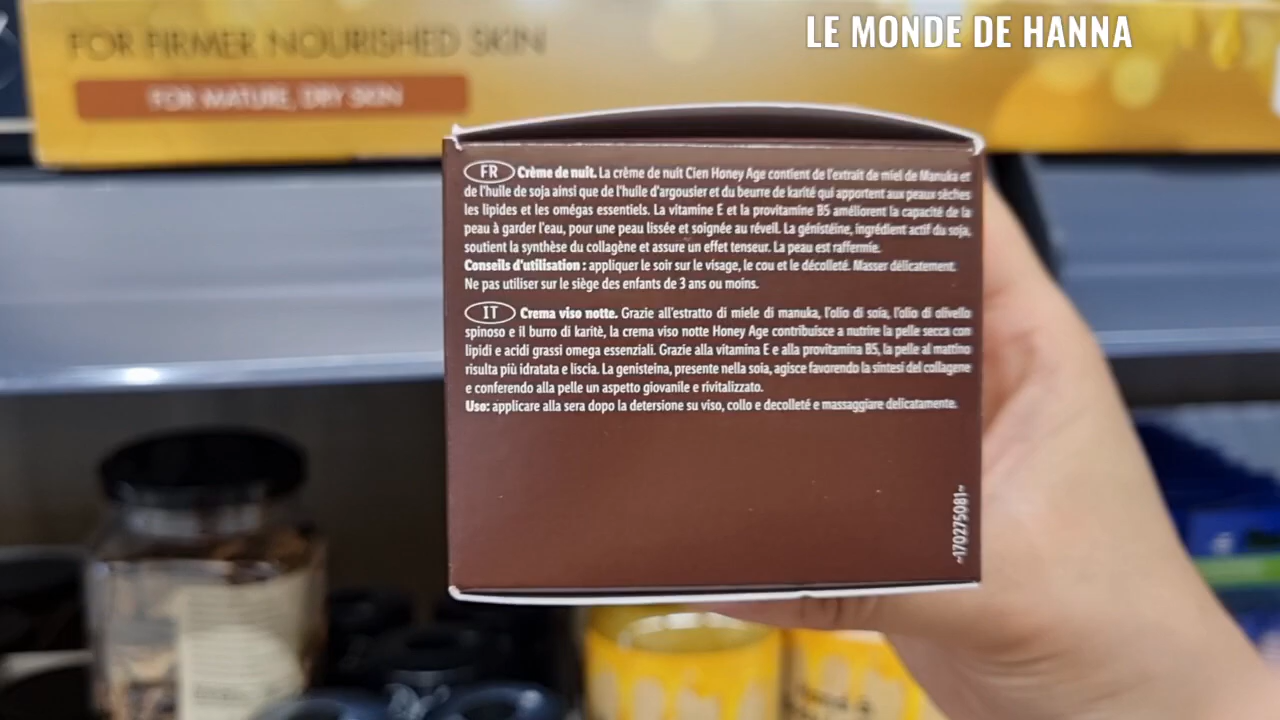 LE MONDE DE HANNA
FOR FIRMER NOURISHED SKIN
FOR MATURE, DRY SKIN
FR Crème de nuit. La crème de nuit Cien Honey Age contient de l'extrait de miel de Manuka et
de l'huile de soja ainsi que de l'huile d'argousier et du beurre de karité qui apportent aux peaux sèches
les lipides et les omégas essentiels. La vitamine E et la provitamine B5 améliorent la capacité de la
peau à garder l'eau, pour une peau lissée et soignée au réveil. La génistéine, ingrédient actif du soja,
soutient la synthèse du collagène et assure un effet tenseur. La peau est raffermie.
Conseils d'utilisation : appliquer le soir sur le visage, le cou et le décolleté. Masser délicatement.
Ne pas utiliser sur le siège des enfants de 3 ans ou moins.
IT Crema viso notte. Grazie all'estratto di miele di manuka, l'olio di soia, l'olio di olivello
spinoso e il burro di karitè, la crema viso notte Honey Age contribuisce a nutrire la pelle secca con
lipidi e acidi grassi omega essenziali. Grazie alla vitamina E e alla provitamina B5, la pelle al mattino
risulta più idratata e liscia. La genisteina, presente nella soia, agisce favorendo la sintesi del collagene
e conferendo alla pelle un aspetto giovanile e rivitalizzato.
Uso: applicare alla sera dopo la detersione su viso, collo e decolleté e massaggiare delicatamente.
~170275081~